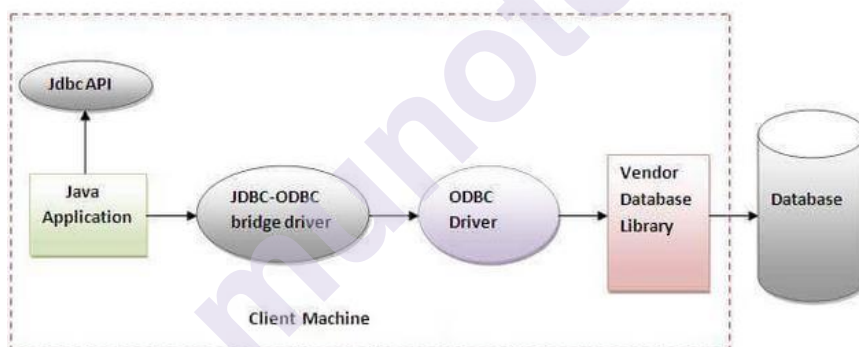 Jdbc API
Java
Application
JDBC-ODBC
bridge driver
ODBC
Driver
Vendor
Database
Library
Database
Client Machine